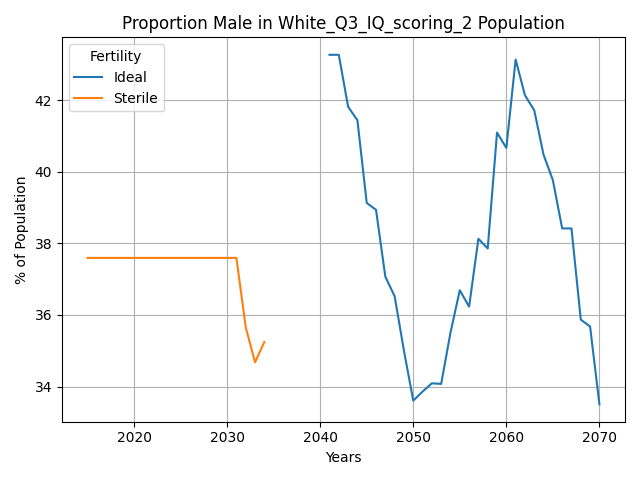 Proportion Male in White_Q3_IQ_scoring_2 Population
Fertility
Ideal
Sterile
% of Population
42
40
38
36
34
2020 2030 2040 2050 2060 2070
Years